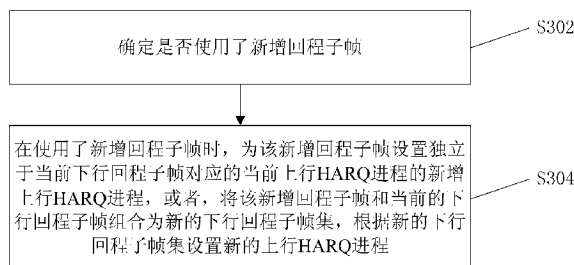 确定是否使用了新增回程子帧
S302
在使用了新增回程子帧时，为该新增回程子帧设置独立
于当前下行回程子帧对应的当前上行HARQ进程的新增
上行HARQ进程，或者，将该新增回程子帧和当前的下
行回程子帧组合为新的下行回程子帧集，根据新的下行
回程子帧集设置新的上行HARQ进程
S304